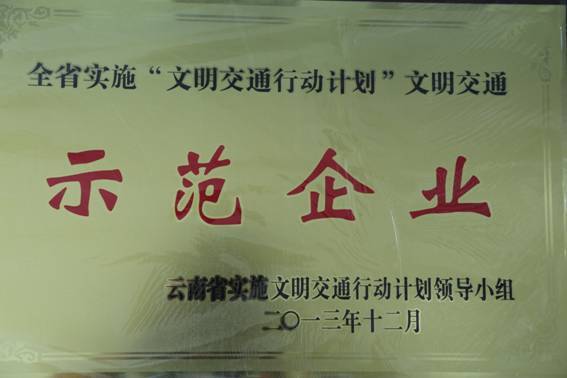 全省实施“文明交通行动计划”文明交通
示范企业
云南省实施文明交通行动计划领导小组
二〇一三年十二月